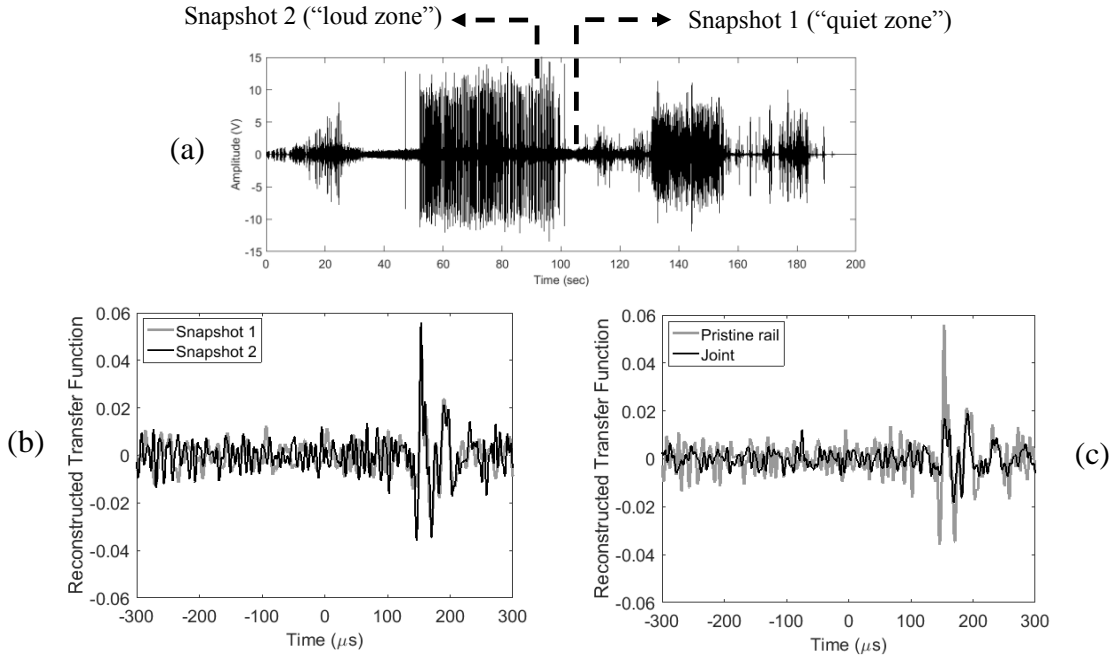 Snapshot 2 (“loud zone”)
Snapshot 1 (“quiet zone”)
(a)
Amplitude (V)
15
10
5
0
-5
-10
-15
0 20 40 60 80 100 120 140 160 180 200
Time (sec)
(b)
Reconstructed Transfer Function
0.06
0.04
0.02
0
-0.02
-0.04
-0.06
Snapshot 1
Snapshot 2
-300 -200 -100 0 100 200 300
Time (μs)
Reconstructed Transfer Function
0.06
0.04
0.02
0
-0.02
-0.04
-0.06
Pristine rail
Joint
-300 -200 -100 0 100 200 300
Time (μs)
(c)